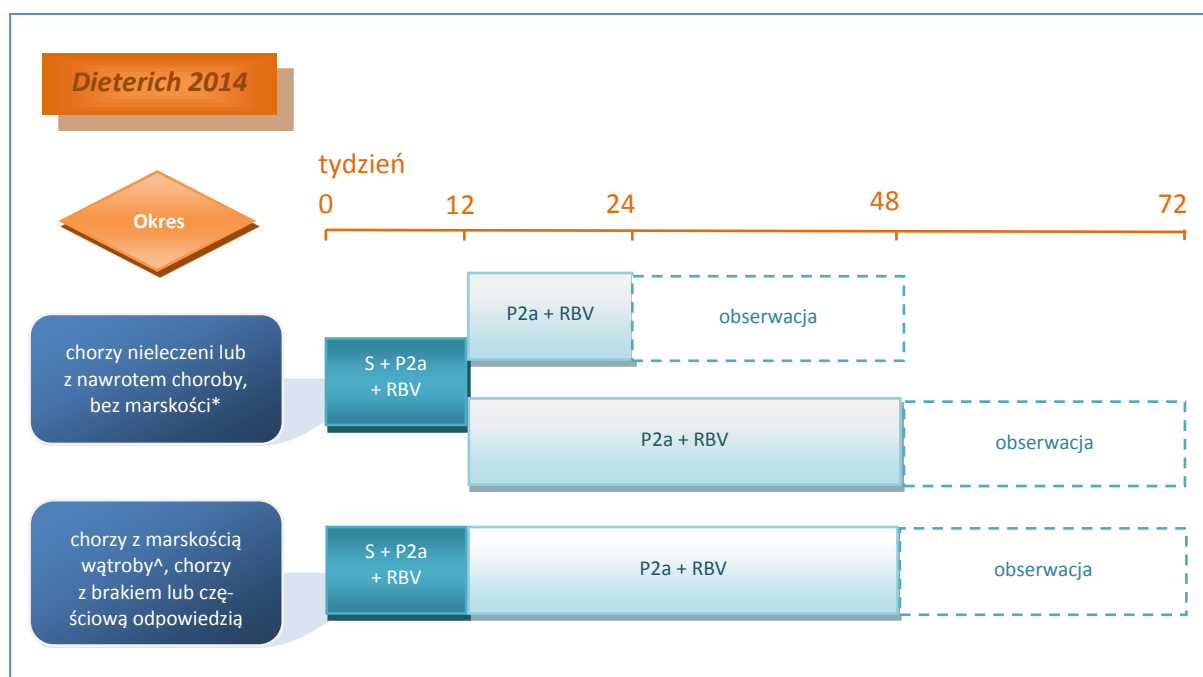 Dieterich 2014
tydzień
0 12 24 48 72
Okres
P2a + RBV
obserwacja
chorzy nieleczeni lub
z nawrotem choroby,
bez marskości*
S + P2a
+ RBV
P2a + RBV
obserwacja
chorzy z marskością
wątroby^, chorzy
z brakiem lub czę-
ściową odpowiedzią
S + P2a
+ RBV
P2a + RBV
obserwacja